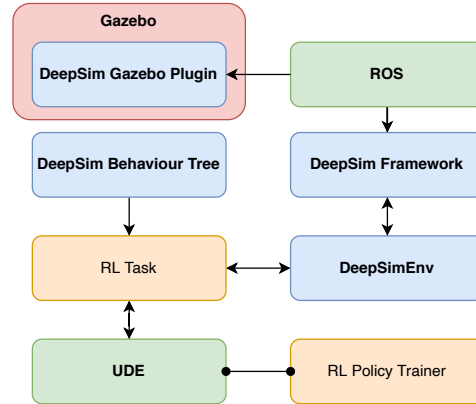 Gazebo
DeepSim Gazebo Plugin
ROS
DeepSim Behaviour Tree
DeepSim Framework
RL Task
DeepSimEnv
UDE
RL Policy Trainer